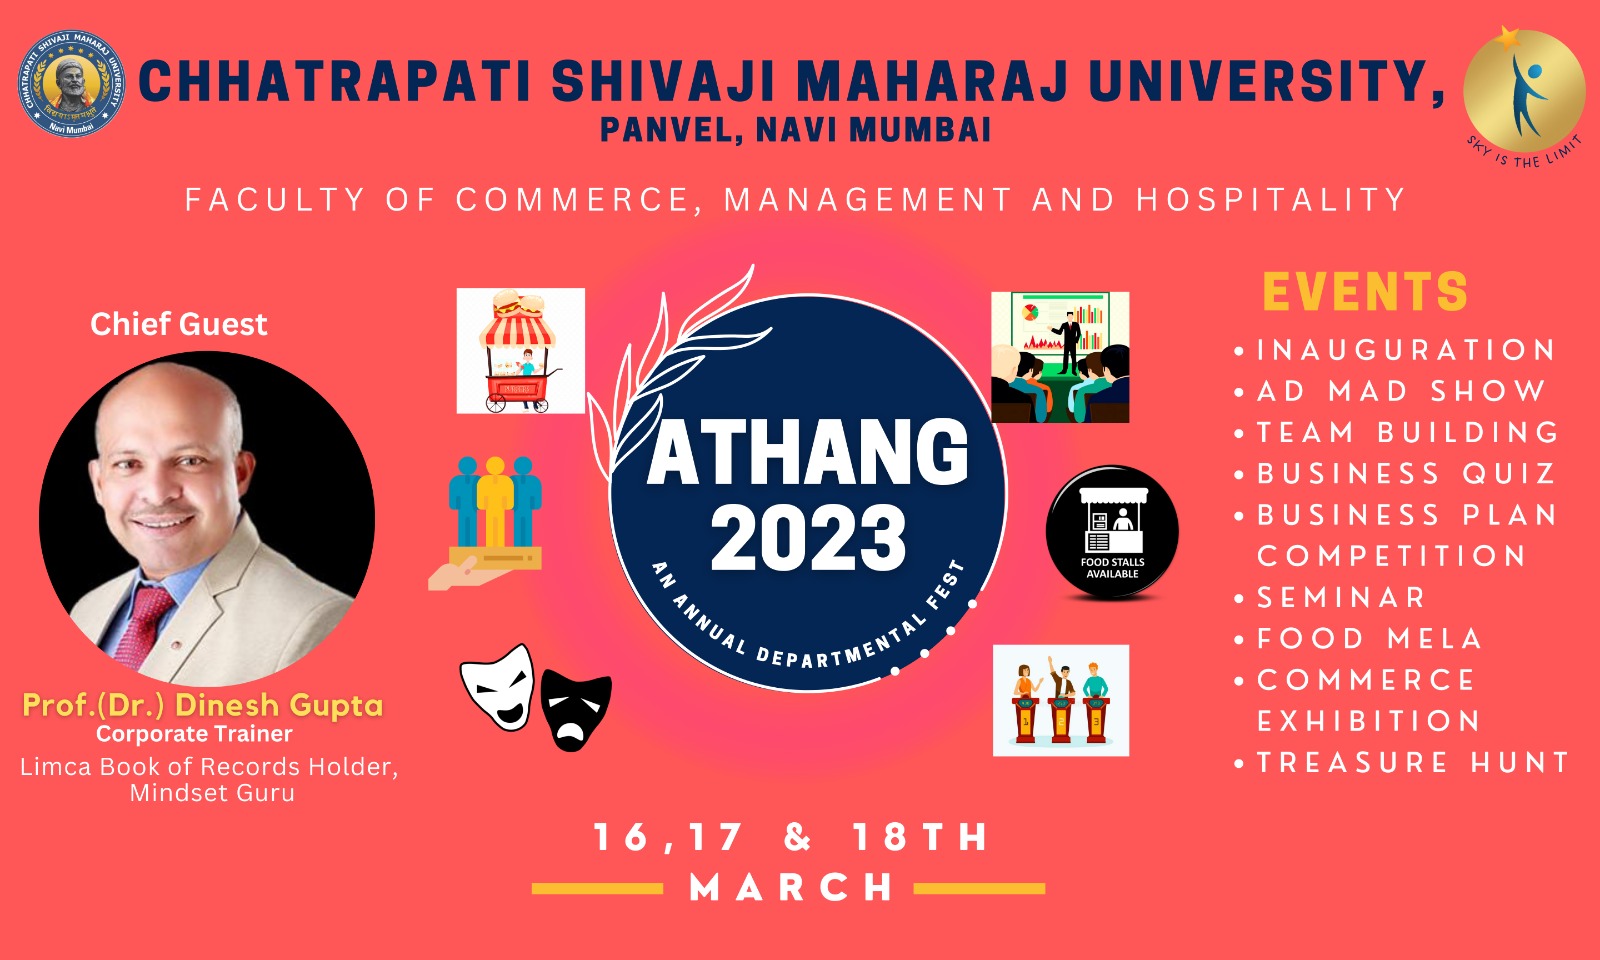 CHHATRAPATI SHIVAJI MAHARAJ UNIVERSITY
Navi Mumbai
CHHATRAPATI SHIVAJI MAHARAJ UNIVERSITY,
PANVEL, NAVI MUMBAI
SKY IS THE LIMIT
FACULTY OF COMMERCE, MANAGEMENT AND HOSPITALITY
Chief Guest
Prof.(Dr.) Dinesh Gupta
Corporate Trainer
Limca Book of Records Holder,
Mindset Guru
ATHANG
2023
AN ANNUAL DEPARTMENTAL FEST
FOOD STALLS
AVAILABLE
1 2 3
EVENTS
• INAUGURATION
• AD MAD SHOW
• TEAM BUILDING
• BUSINESS QUIZ
• BUSINESS PLAN
COMPETITION
• SEMINAR
• FOOD MELA
• COMMERCE
EXHIBITION
• TREASURE HUNT
16,17 & 18TH
MARCH